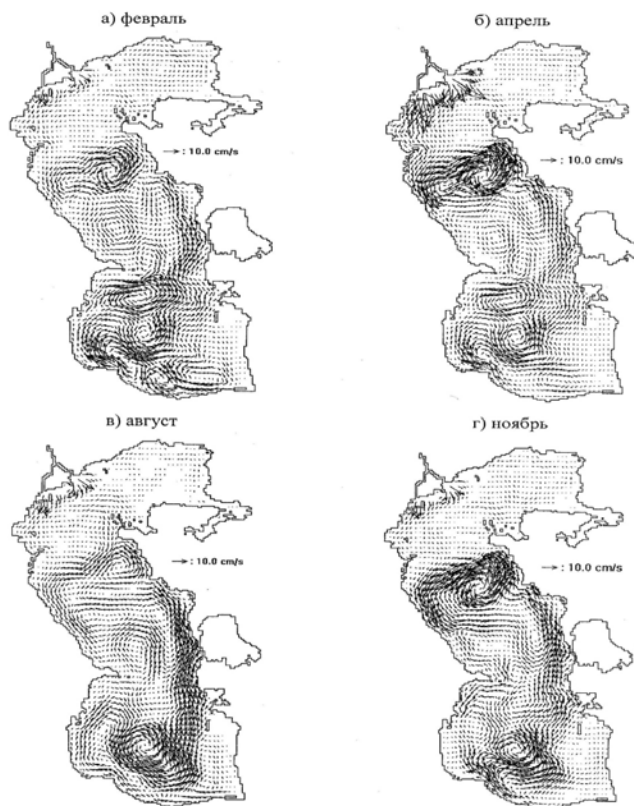 а) февраль
б) апрель
: 10.0 cm/s
: 10.0 cm/s
в) август
г) ноябрь
: 10.0 cm/s
: 10.0 cm/s